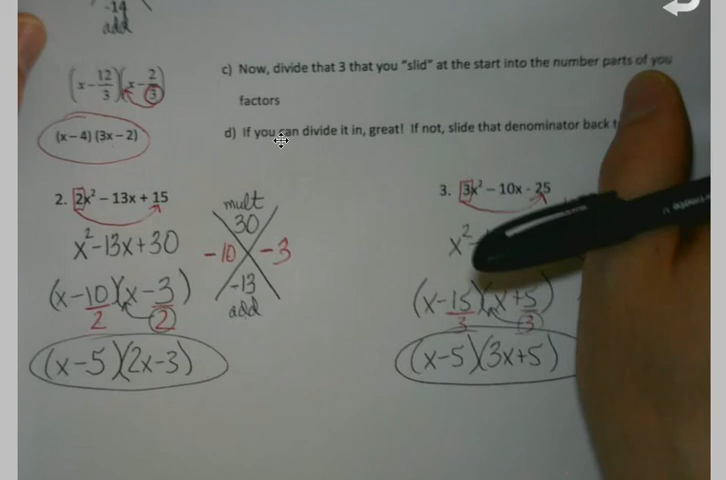 -14
add
(x - 12/3)(x - 2/3)
c) Now, divide that 3 that you "slid" at the start into the number parts of you
factors
(x – 4) (3x – 2)
d) If you can divide it in, great! If not, slide that denominator back
2. 2x² – 13x + 15
x²-13x+30
(x-10/2)(x-3/2)
(x-5)(2x-3)
mult
30
-10 -3
-13
add
3. 3x² – 10x - 25
x²
(x-15/3)(x+5/3)
(x-5)(3x+5)